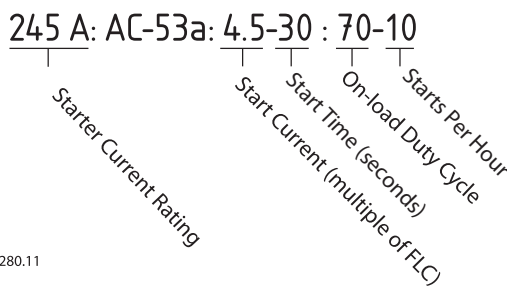 245 A: AC-53a: 4.5-30 : 70-10
Starter Current Rating
Start Current (multiple of FLC)
Start Time (seconds)
On-load Duty Cycle
Starts Per Hour
280.11